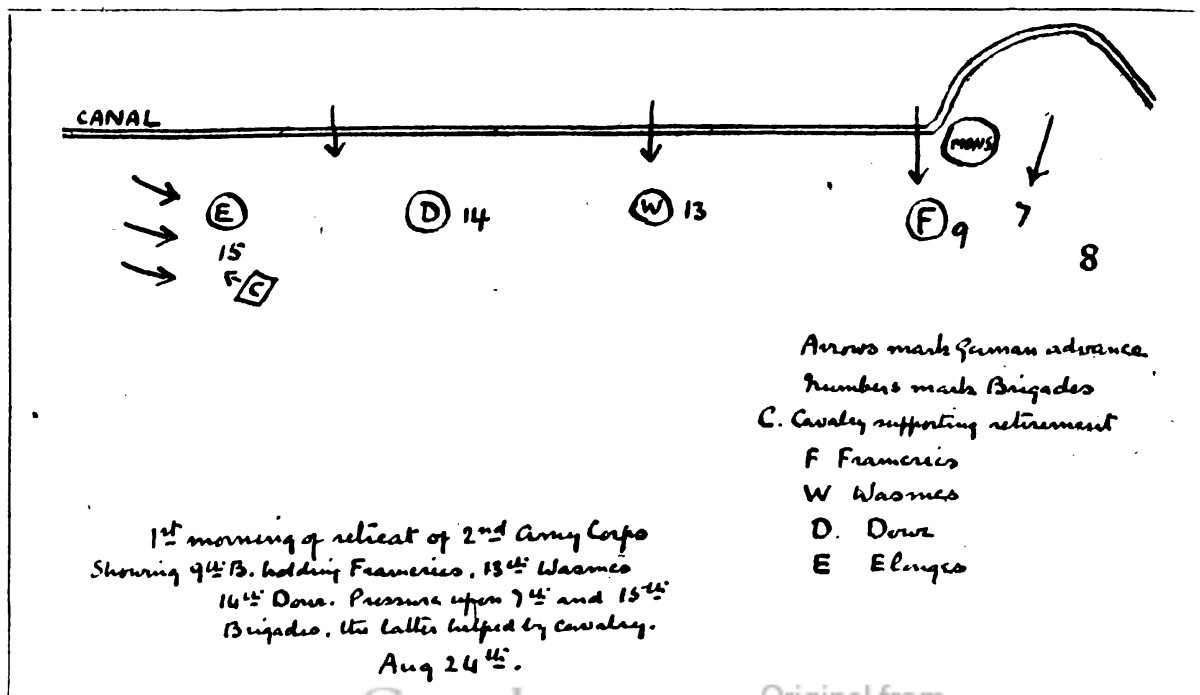 CANAL
MONS
E
D 14
W 13
F 9
7
15
8
C
Arrows mark German advance
Numbers mark Brigades
C. Cavalry supporting retirement
F Frameries
W Wasmes
D. Dour
E Elouges
1st morning of retreat of 2nd Army Corps
Showing 9th B. holding Frameries, 13th Wasmes
14th Dour. Pressure upon 7th and 15th
Brigades, the latter helped by cavalry.
Aug 24th.
Original from